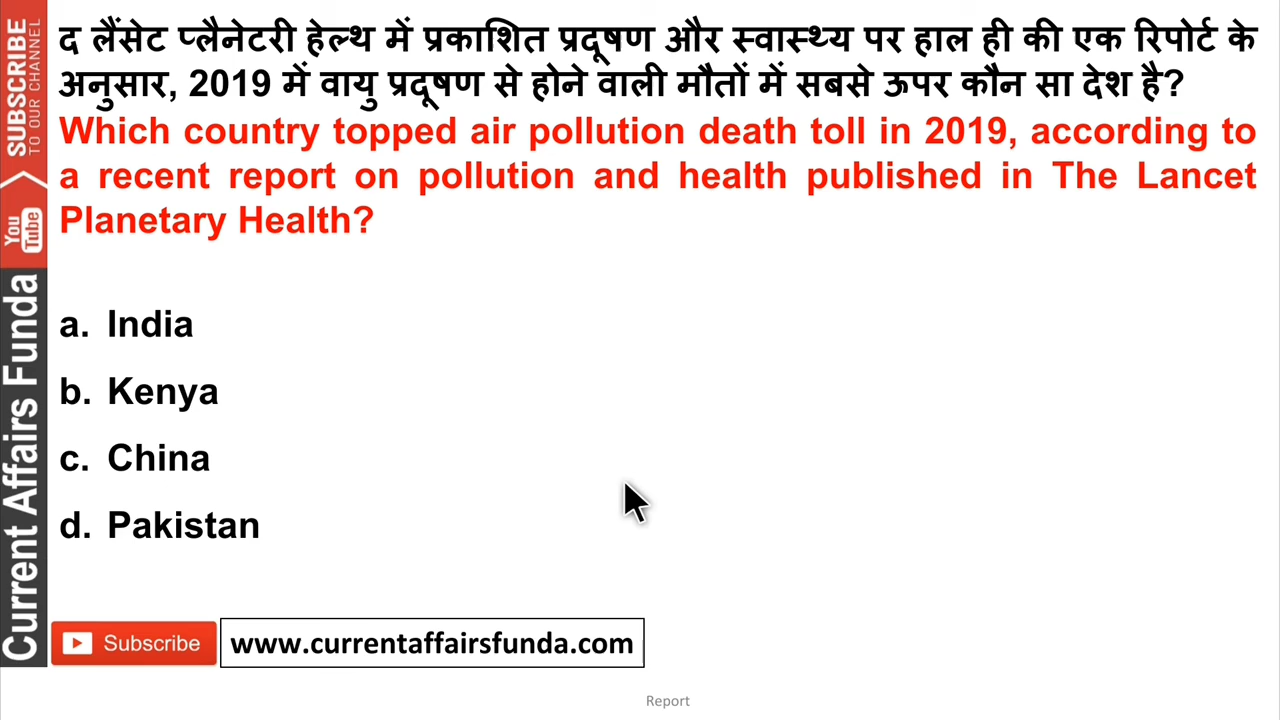 द लैंसेट प्लैनेटरी हेल्थ में प्रकाशित प्रदूषण और स्वास्थ्य पर हाल ही की एक रिपोर्ट के
अनुसार, 2019 में वायु प्रदूषण से होने वाली मौतों में सबसे ऊपर कौन सा देश है?
Which country topped air pollution death toll in 2019, according to
a recent report on pollution and health published in The Lancet
Planetary Health?
a. India
b. Kenya
c. China
d. Pakistan
SUBSCRIBE
TO OUR CHANNEL
You
Tube
Current Affairs Funda
Subscribe
www.currentaffairsfunda.com
Report